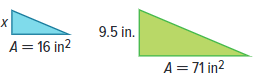 x
9.5 in.
A = 16 in²
A = 71 in²